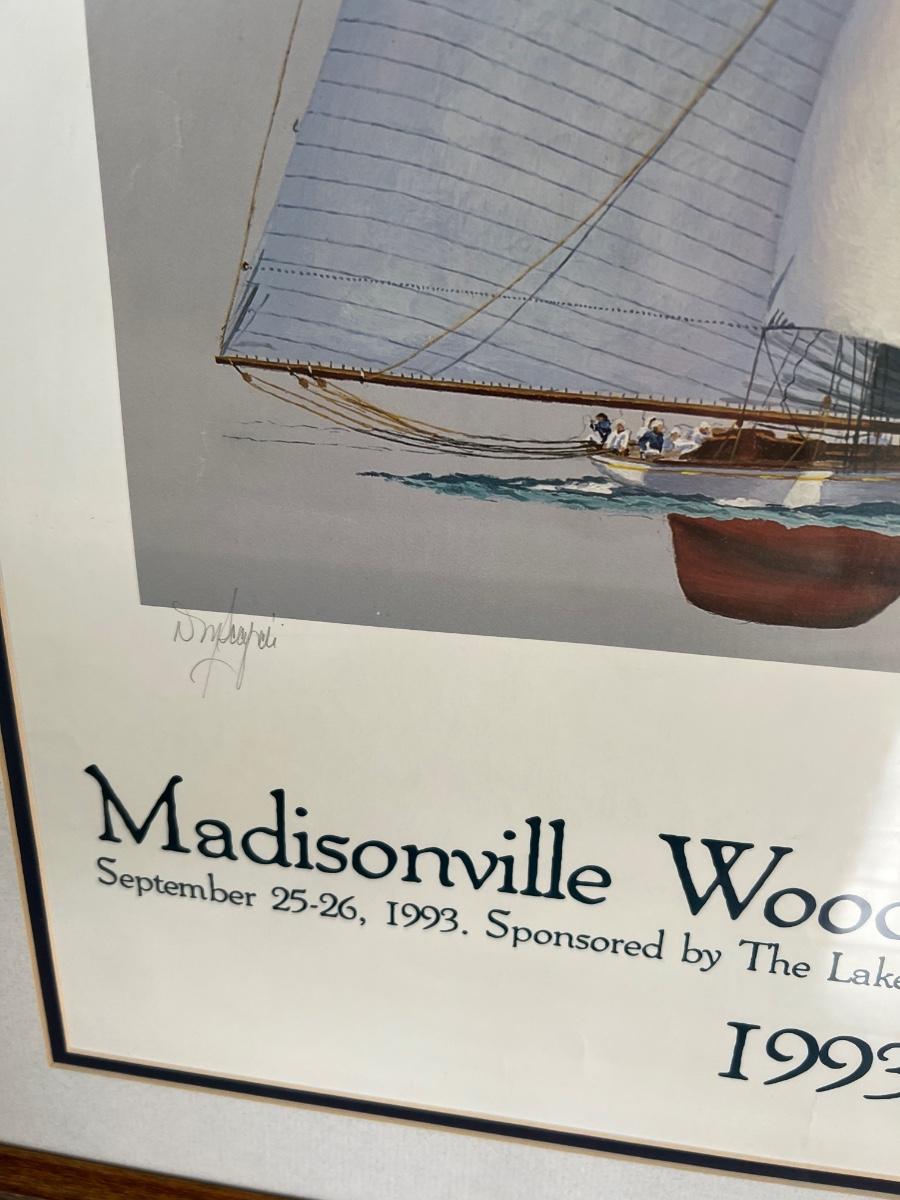 Madisonville Wood
September 25-26, 1993. Sponsored by The Lake
1993